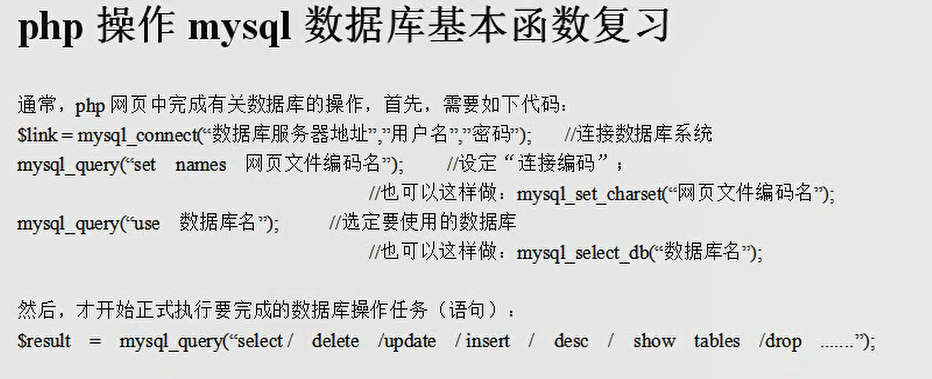 php 操作 mysql 数据库基本函数复习
通常，php 网页中完成有关数据库的操作，首先，需要如下代码：
$link = mysql_connect(“数据库服务器地址”,”用户名”,”密码”); //连接数据库系统
mysql_query(“set names 网页文件编码名”); //设定“连接编码”；
//也可以这样做：mysql_set_charset(“网页文件编码名”);
mysql_query(“use 数据库名”); //选定要使用的数据库
//也可以这样做：mysql_select_db(“数据库名”);
然后，才开始正式执行要完成的数据库操作任务（语句）：
$result = mysql_query(“select / delete /update / insert / desc / show tables /drop .......”);